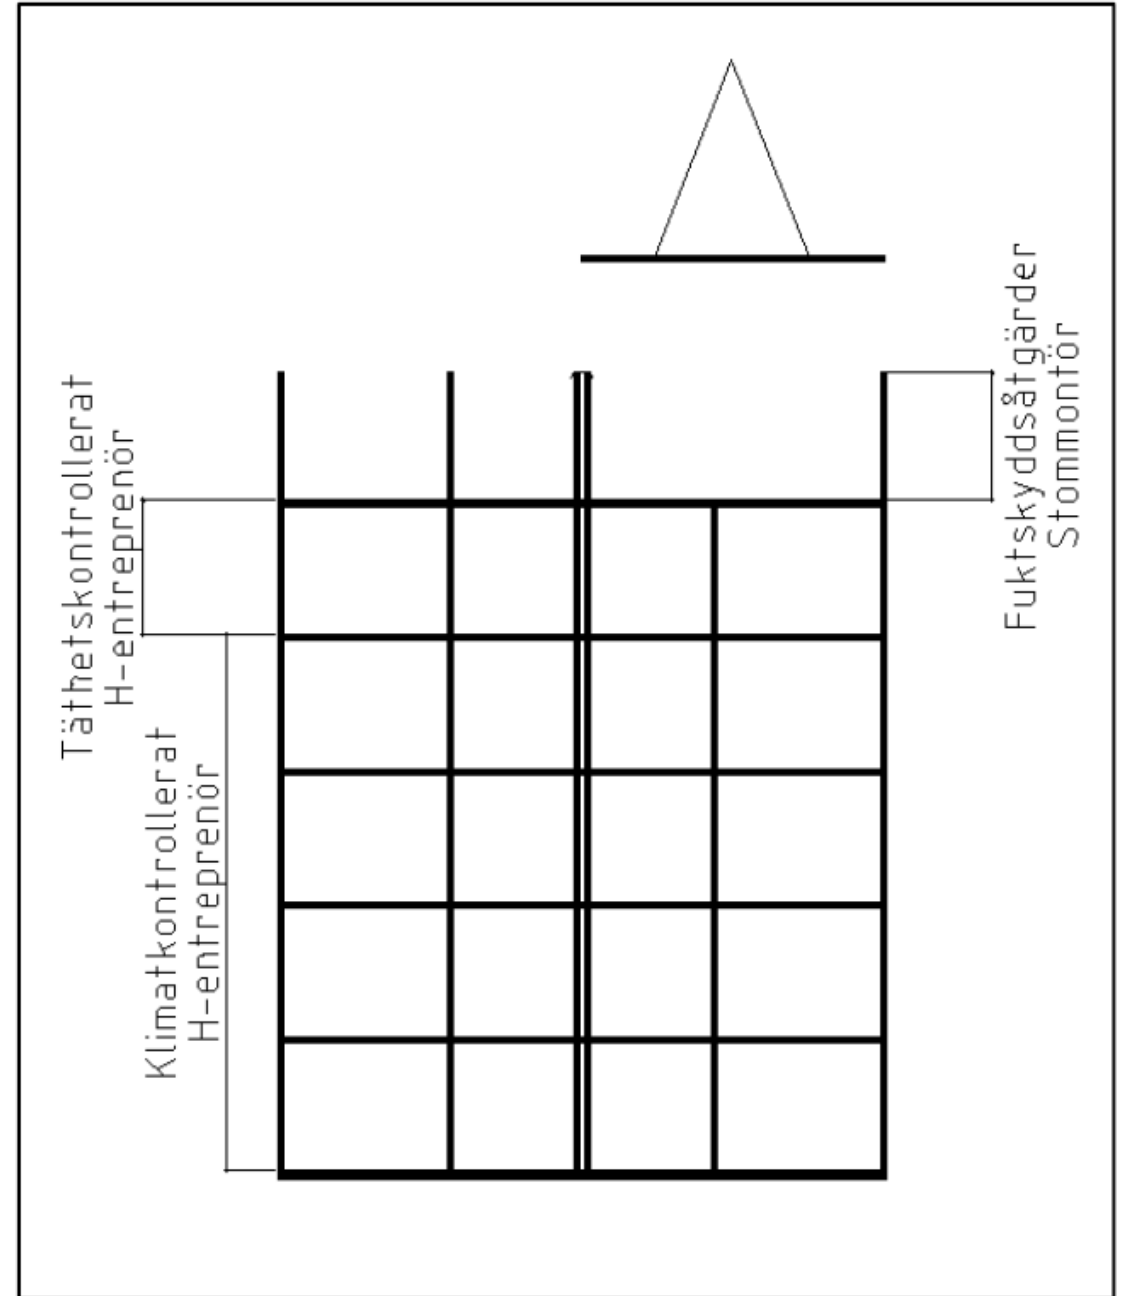 Täthetskontrollerat
H-entreprenör
Klimatkontrollerat
H-entreprenör
Fuktskyddsåtgärder
Stommontör